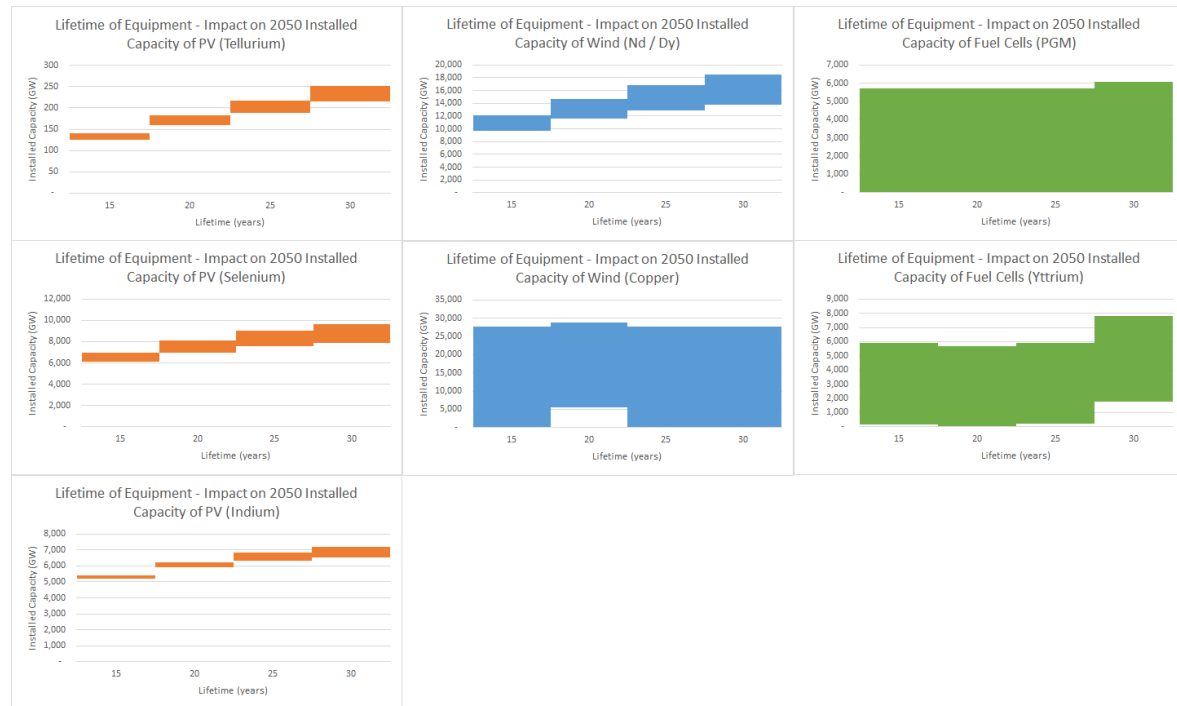 Lifetime of Equipment - Impact on 2050 Installed
Capacity of PV (Tellurium)
300
250
200
150
100
50
-
Installed Capacity (GW)
15 20 25 30
Lifetime (years)
Lifetime of Equipment - Impact on 2050 Installed
Capacity of Wind (Nd / Dy)
20,000
18,000
16,000
14,000
12,000
10,000
8,000
6,000
4,000
2,000
-
Installed Capacity (GW)
15 20 25 30
Lifetime (years)
Lifetime of Equipment - Impact on 2050 Installed
Capacity of Fuel Cells (PGM)
7,000
6,000
5,000
4,000
3,000
2,000
1,000
-
Installed Capacity (GW)
15 20 25 30
Lifetime (years)
Lifetime of Equipment - Impact on 2050 Installed
Capacity of PV (Selenium)
12,000
10,000
8,000
6,000
4,000
2,000
-
Installed Capacity (GW)
15 20 25 30
Lifetime (years)
Lifetime of Equipment - Impact on 2050 Installed
Capacity of Wind (Copper)
35,000
30,000
25,000
20,000
15,000
10,000
5,000
-
Installed Capacity (GW)
15 20 25 30
Lifetime (years)
Lifetime of Equipment - Impact on 2050 Installed
Capacity of Fuel Cells (Yttrium)
9,000
8,000
7,000
6,000
5,000
4,000
3,000
2,000
1,000
-
Installed Capacity (GW)
15 20 25 30
Lifetime (years)
Lifetime of Equipment - Impact on 2050 Installed
Capacity of PV (Indium)
8,000
7,000
6,000
5,000
4,000
3,000
2,000
1,000
-
Installed Capacity (GW)
15 20 25 30
Lifetime (years)